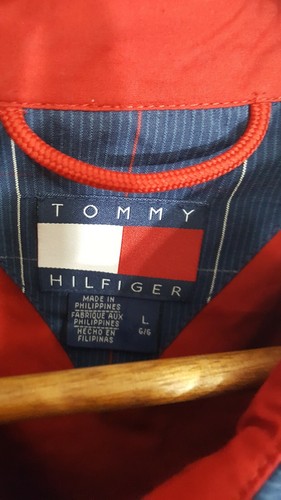 TOMMY
HILFIGER
MADE IN
PHILIPPINES
FABRIQUE AUX
PHILIPPINES
HECHO EN
FILIPINAS
L
G/G